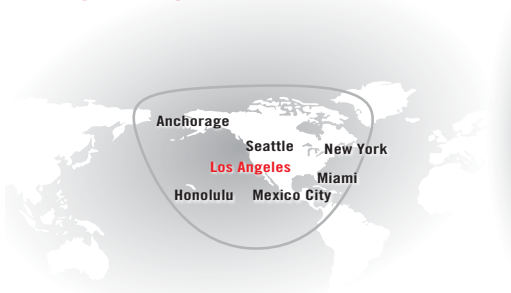 Anchorage
Seattle
New York
Los Angeles
Miami
Honolulu
Mexico City